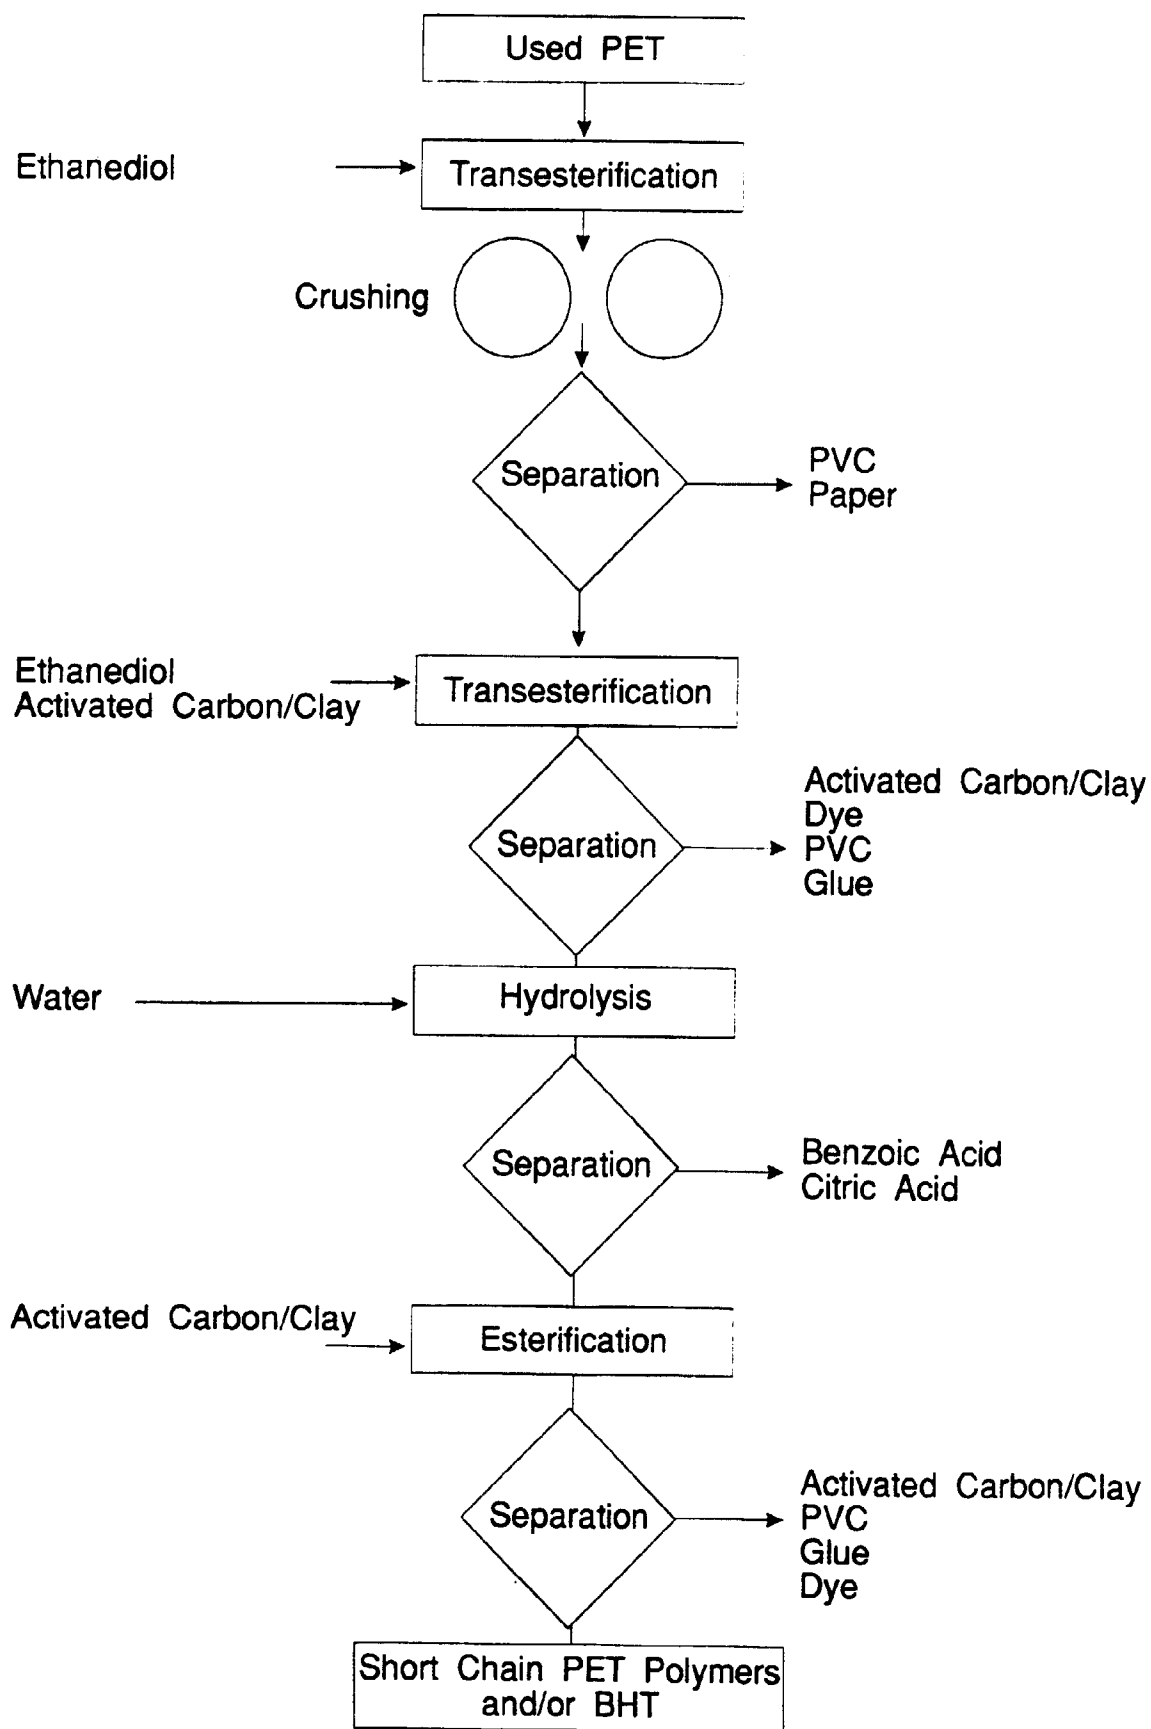 Used PET
Ethanediol
Transesterification
Crushing
Separation
PVC
Paper
Ethanediol
Activated Carbon/Clay
Transesterification
Separation
Activated Carbon/Clay
Dye
PVC
Glue
Water
Hydrolysis
Separation
Benzoic Acid
Citric Acid
Activated Carbon/Clay
Esterification
Separation
Activated Carbon/Clay
PVC
Glue
Dye
Short Chain PET Polymers
and/or BHT